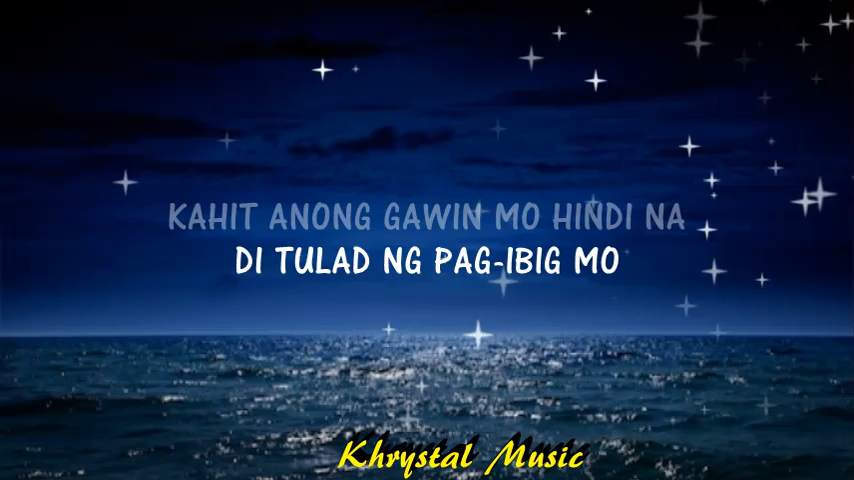 KAHIT ANONG GAWIN MO HINDI NA
DI TULAD NG PAG-IBIG MO
Khrystal Music